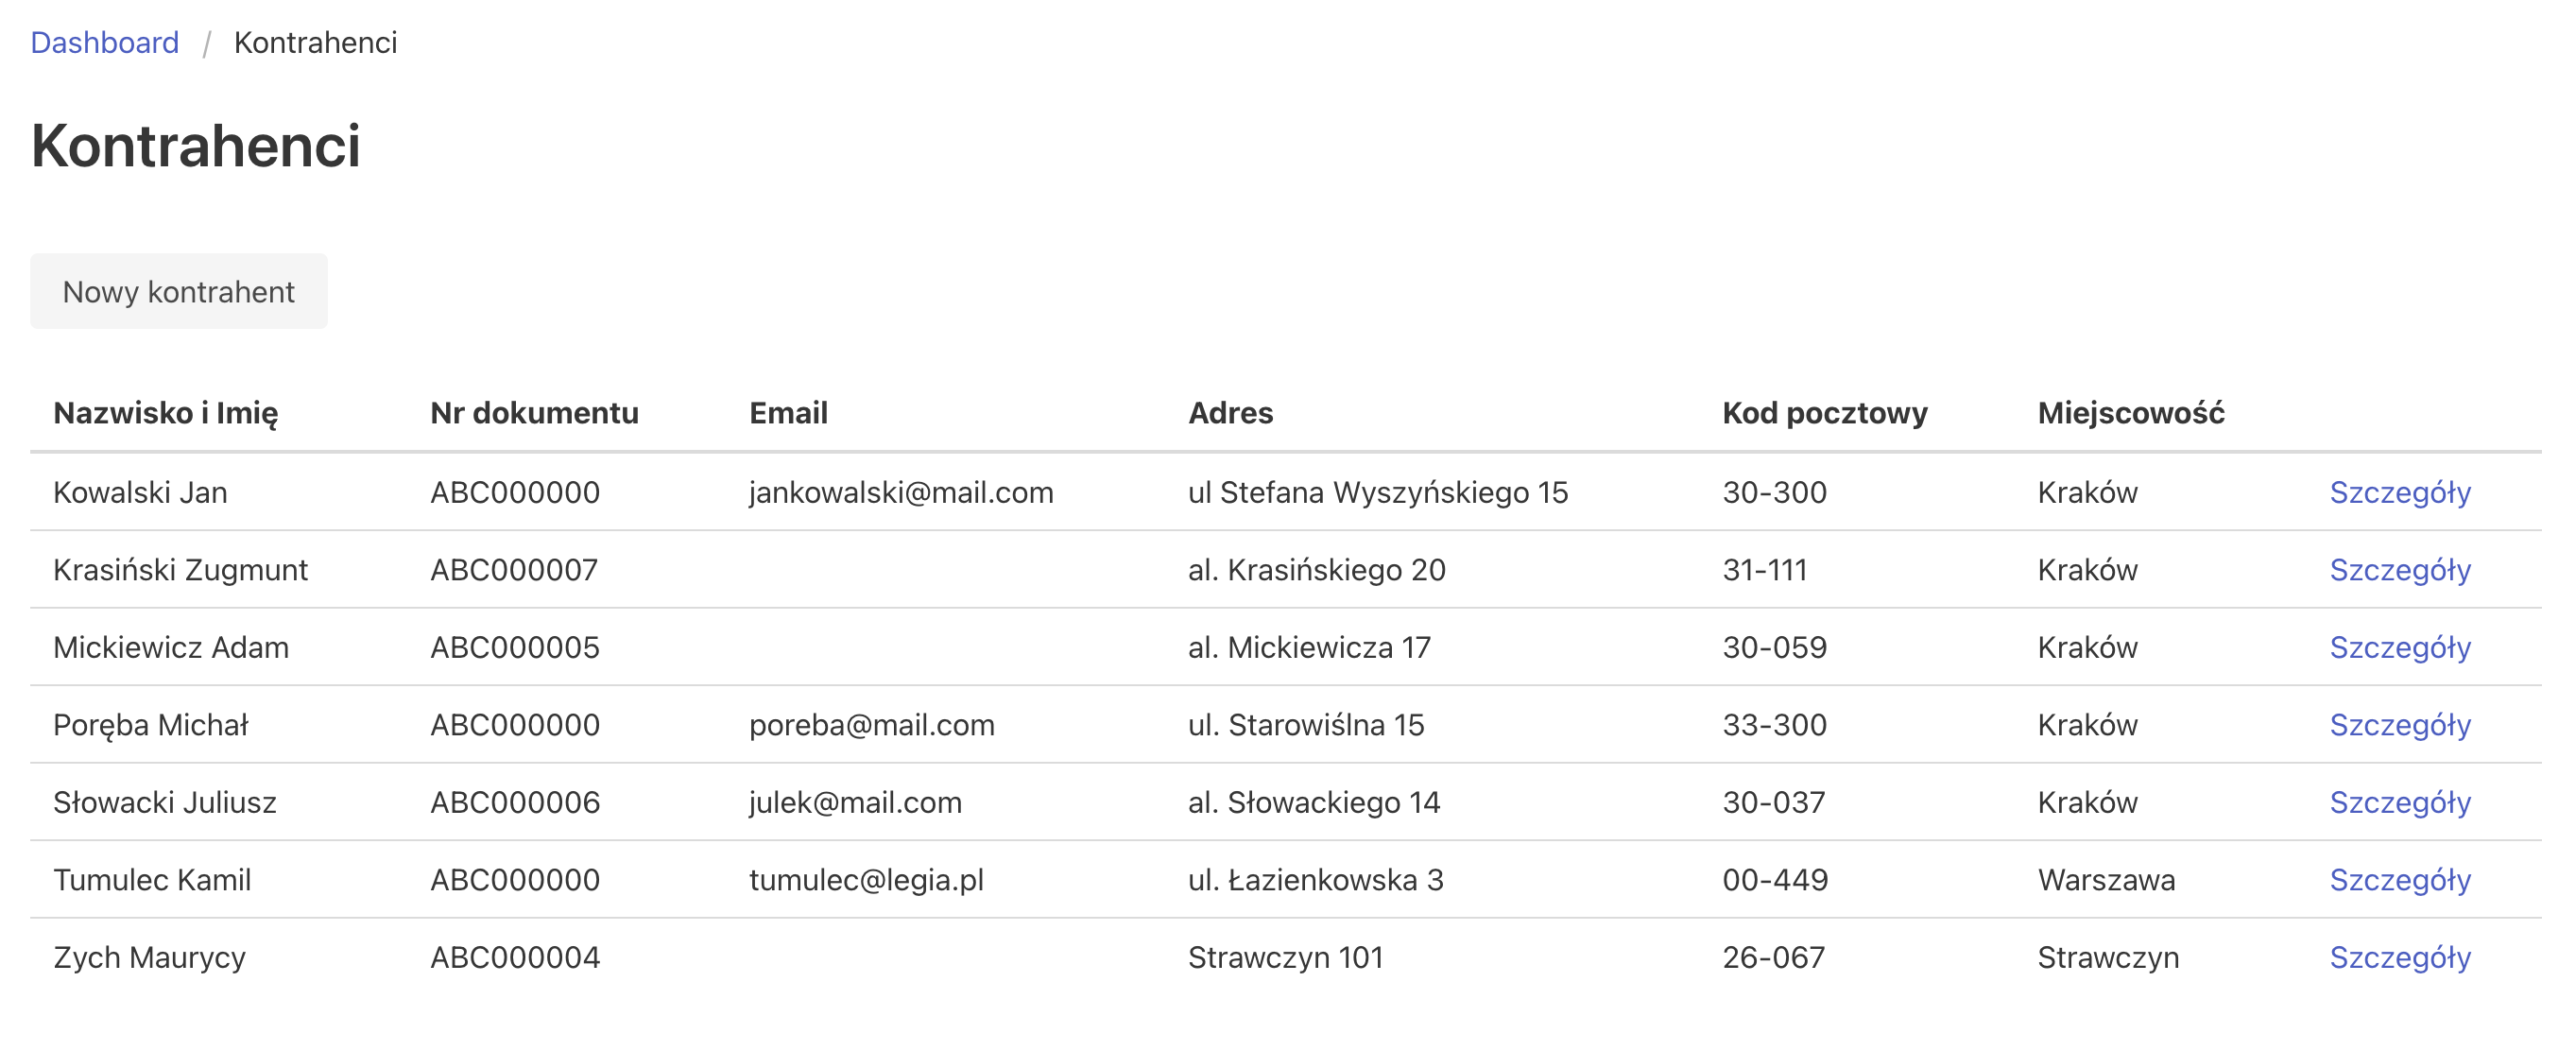 Dashboard / Kontrahenci
Kontrahenci
Nowy kontrahent
Nazwisko i Imię Nr dokumentu Email Adres Kod pocztowy Miejscowość
Kowalski Jan ABC000000 jankowalski@mail.com ul Stefana Wyszyńskiego 15 30-300 Kraków Szczegóły
Krasiński Zugmunt ABC000007 al. Krasińskiego 20 31-111 Kraków Szczegóły
Mickiewicz Adam ABC000005 al. Mickiewicza 17 30-059 Kraków Szczegóły
Poręba Michał ABC000000 poreba@mail.com ul. Starowiślna 15 33-300 Kraków Szczegóły
Słowacki Juliusz ABC000006 julek@mail.com al. Słowackiego 14 30-037 Kraków Szczegóły
Tumulec Kamil ABC000000 tumulec@legia.pl ul. Łazienkowska 3 00-449 Warszawa Szczegóły
Zych Maurycy ABC000004 Strawczyn 101 26-067 Strawczyn Szczegóły